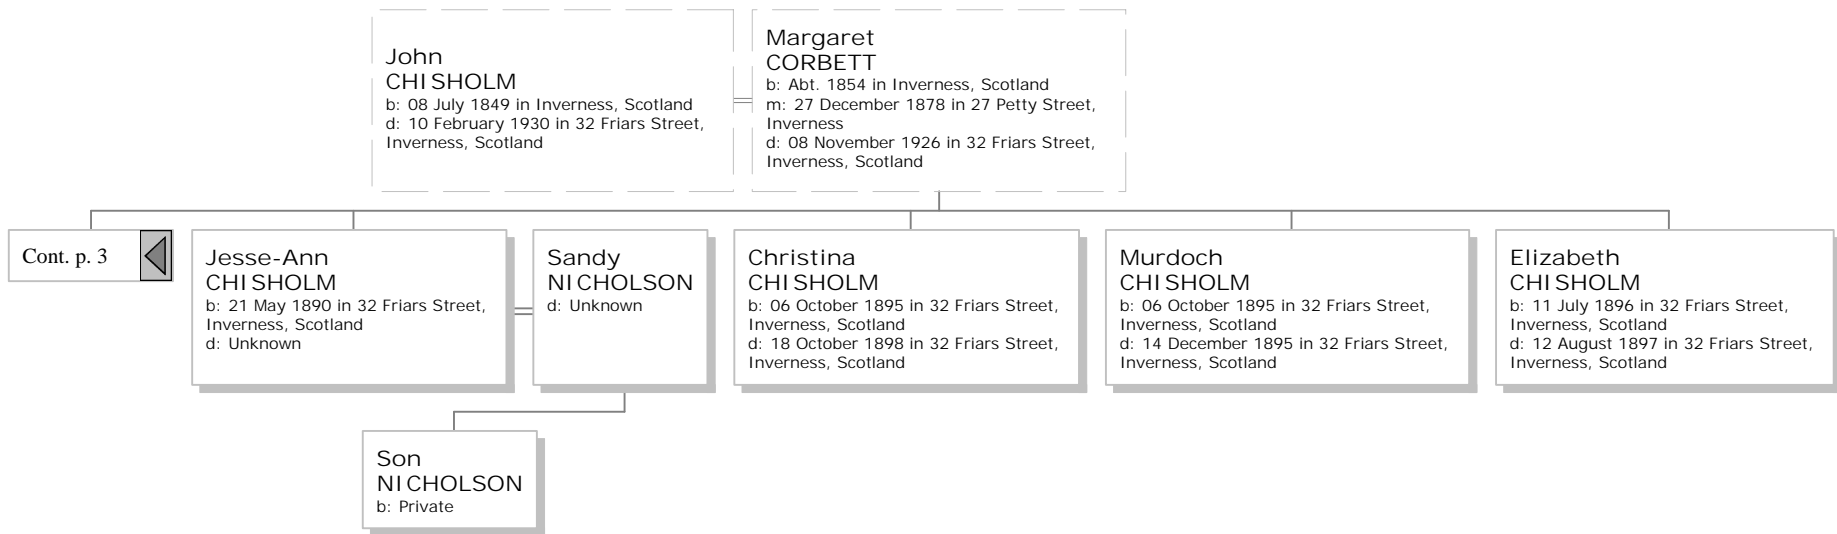 John
CHISHOLM
b: 08 July 1849 in Inverness, Scotland
d: 10 February 1930 in 32 Friars Street,
Inverness, Scotland
Margaret
CORBETT
b: Abt. 1854 in Inverness, Scotland
m: 27 December 1878 in 27 Petty Street,
Inverness
d: 08 November 1926 in 32 Friars Street,
Inverness, Scotland
Cont. p. 3
Jesse-Ann
CHISHOLM
b: 21 May 1890 in 32 Friars Street,
Inverness, Scotland
d: Unknown
Sandy
NICHOLSON
d: Unknown
Christina
CHISHOLM
b: 06 October 1895 in 32 Friars Street,
Inverness, Scotland
d: 18 October 1898 in 32 Friars Street,
Inverness, Scotland
Murdoch
CHISHOLM
b: 06 October 1895 in 32 Friars Street,
Inverness, Scotland
d: 14 December 1895 in 32 Friars Street,
Inverness, Scotland
Elizabeth
CHISHOLM
b: 11 July 1896 in 32 Friars Street,
Inverness, Scotland
d: 12 August 1897 in 32 Friars Street,
Inverness, Scotland
Son
NICHOLSON
b: Private